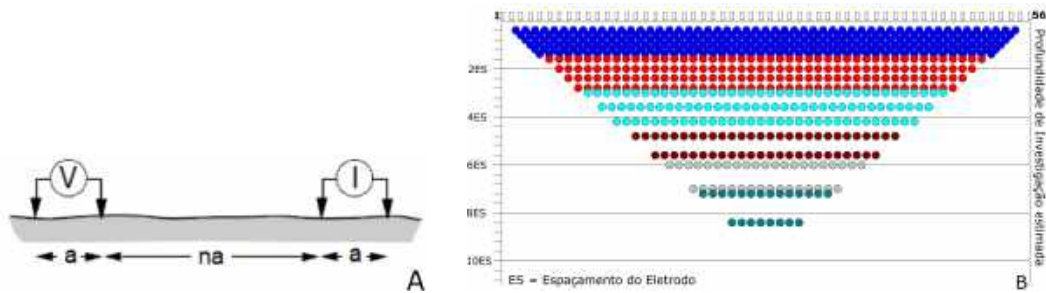 V
I
a
na
a
A
1
56
2ES
4ES
6ES
8ES
10ES
Profundidade de Investigação estimada
ES = Espaçamento do Eletrodo
B